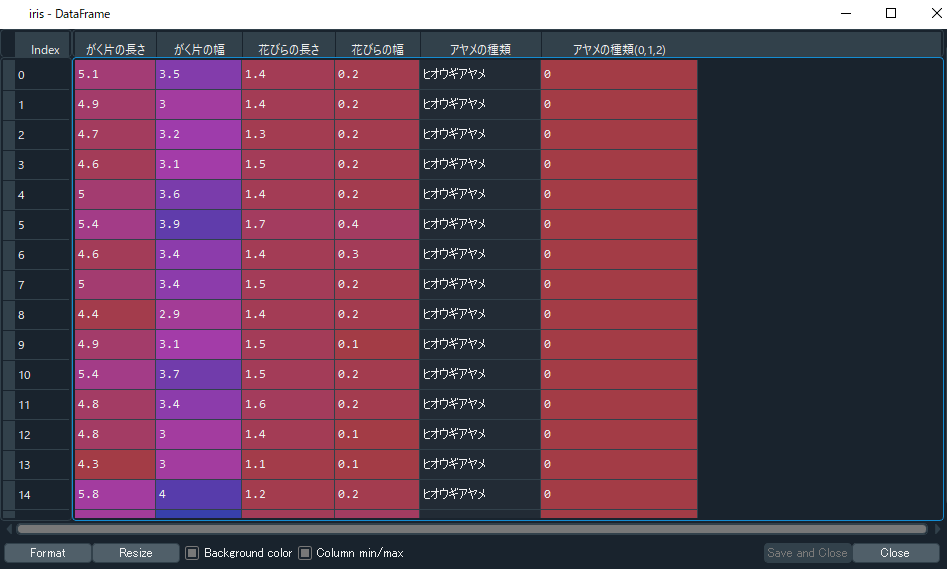 iris - DataFrame
Index がく片の長さ がく片の幅 花びらの長さ 花びらの幅 アヤメの種類 アヤメの種類(0,1,2)
0 5.1 3.5 1.4 0.2 ヒオウギアヤメ 0
1 4.9 3 1.4 0.2 ヒオウギアヤメ 0
2 4.7 3.2 1.3 0.2 ヒオウギアヤメ 0
3 4.6 3.1 1.5 0.2 ヒオウギアヤメ 0
4 5 3.6 1.4 0.2 ヒオウギアヤメ 0
5 5.4 3.9 1.7 0.4 ヒオウギアヤメ 0
6 4.6 3.4 1.4 0.3 ヒオウギアヤメ 0
7 5 3.4 1.5 0.2 ヒオウギアヤメ 0
8 4.4 2.9 1.4 0.2 ヒオウギアヤメ 0
9 4.9 3.1 1.5 0.1 ヒオウギアヤメ 0
10 5.4 3.7 1.5 0.2 ヒオウギアヤメ 0
11 4.8 3.4 1.6 0.2 ヒオウギアヤメ 0
12 4.8 3 1.4 0.1 ヒオウギアヤメ 0
13 4.3 3 1.1 0.1 ヒオウギアヤメ 0
14 5.8 4 1.2 0.2 ヒオウギアヤメ 0
Format Resize Background color Column min/max Save and Close Close